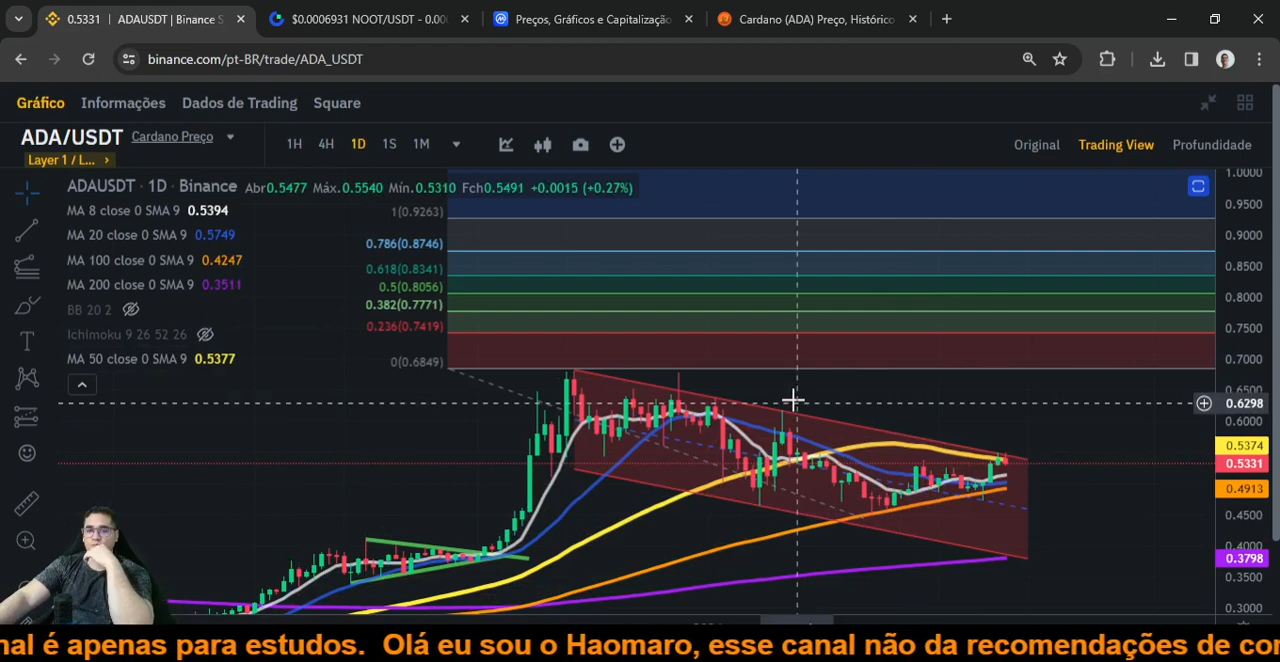 0.5331 | ADAUSDT | Binance S
$0.0006931 NOOT/USDT - 0.00
Preços, Gráficos e Capitalização
Cardano (ADA) Preço, Histórico
binance.com/pt-BR/trade/ADA_USDT
Gráfico Informações Dados de Trading Square
ADA/USDT Cardano Preço
Layer 1 / L... >
1H 4H 1D 1S 1M
Original Trading View Profundidade
ADAUSDT · 1D · Binance Abr0.5477 Máx.0.5540 Mín.0.5310 Fch0.5491 +0.0015 (+0.27%)
MA 8 close 0 SMA 9 0.5394
MA 20 close 0 SMA 9 0.5749
MA 100 close 0 SMA 9 0.4247
MA 200 close 0 SMA 9 0.3511
BB 20 2
Ichimoku 9 26 52 26
MA 50 close 0 SMA 9 0.5377
1(0.9263)
0.786(0.8746)
0.618(0.8341)
0.5(0.8056)
0.382(0.7771)
0.236(0.7419)
0(0.6849)
1.0000
0.9500
0.9000
0.8500
0.8000
0.7500
0.7000
0.6500
0.6298
0.6000
0.5374
0.5331
0.4913
0.4500
0.4000
0.3798
0.3500
0.3000
nal é apenas para estudos. Olá eu sou o Haomaro, esse canal não da recomendações de co